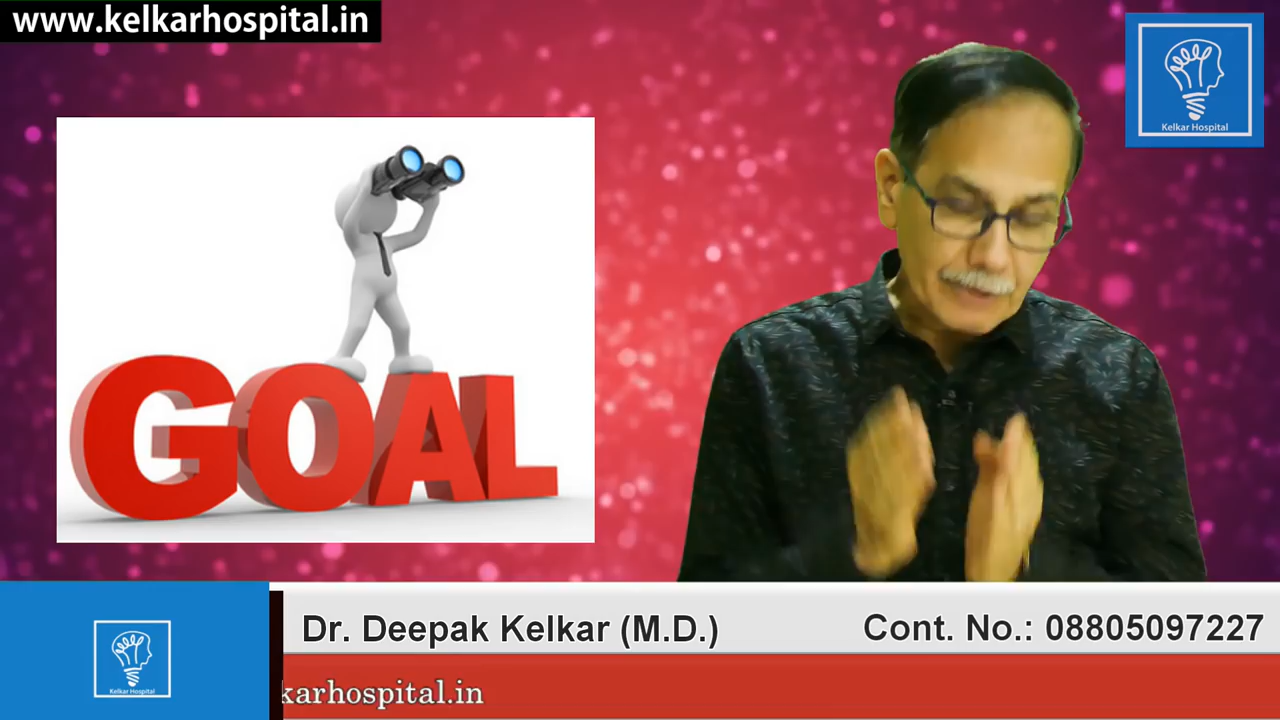 www.kelkarhospital.in
Kelkar Hospital
GOAL
Dr. Deepak Kelkar (M.D.)
Cont. No.: 08805097227
Kelkar Hospital
karhospital.in